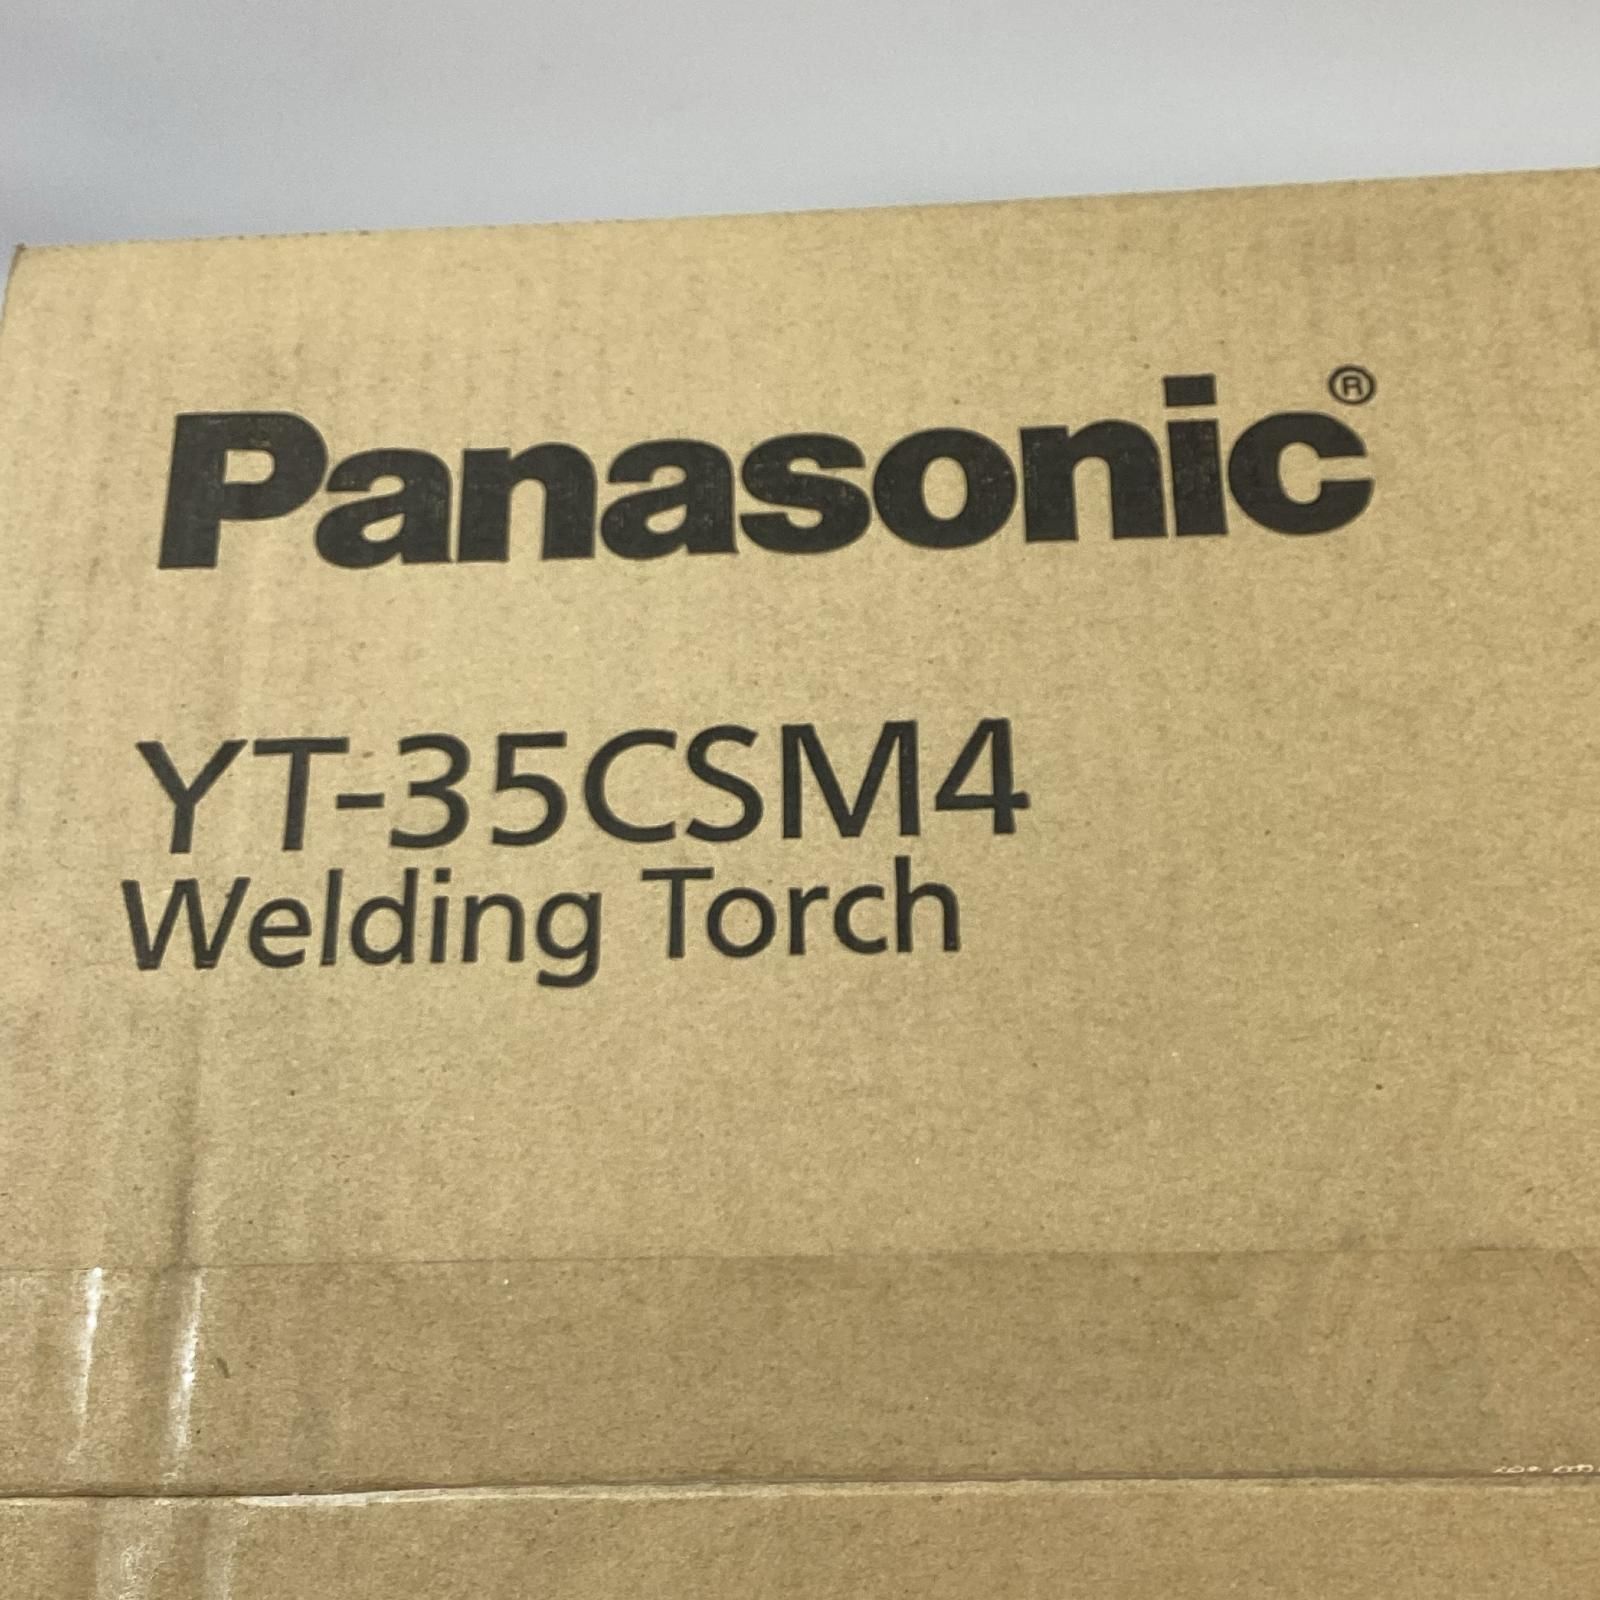 Panasonic®
YT-35CSM4
Welding Torch